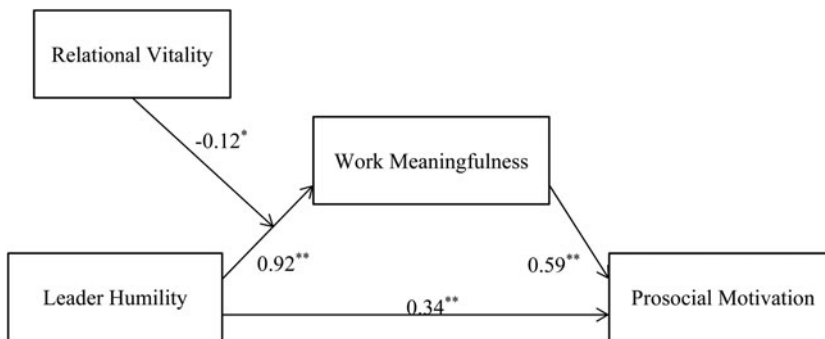 Relational Vitality
-0.12*
Work Meaningfulness
0.92**
0.59**
Leader Humility
0.34**
Prosocial Motivation